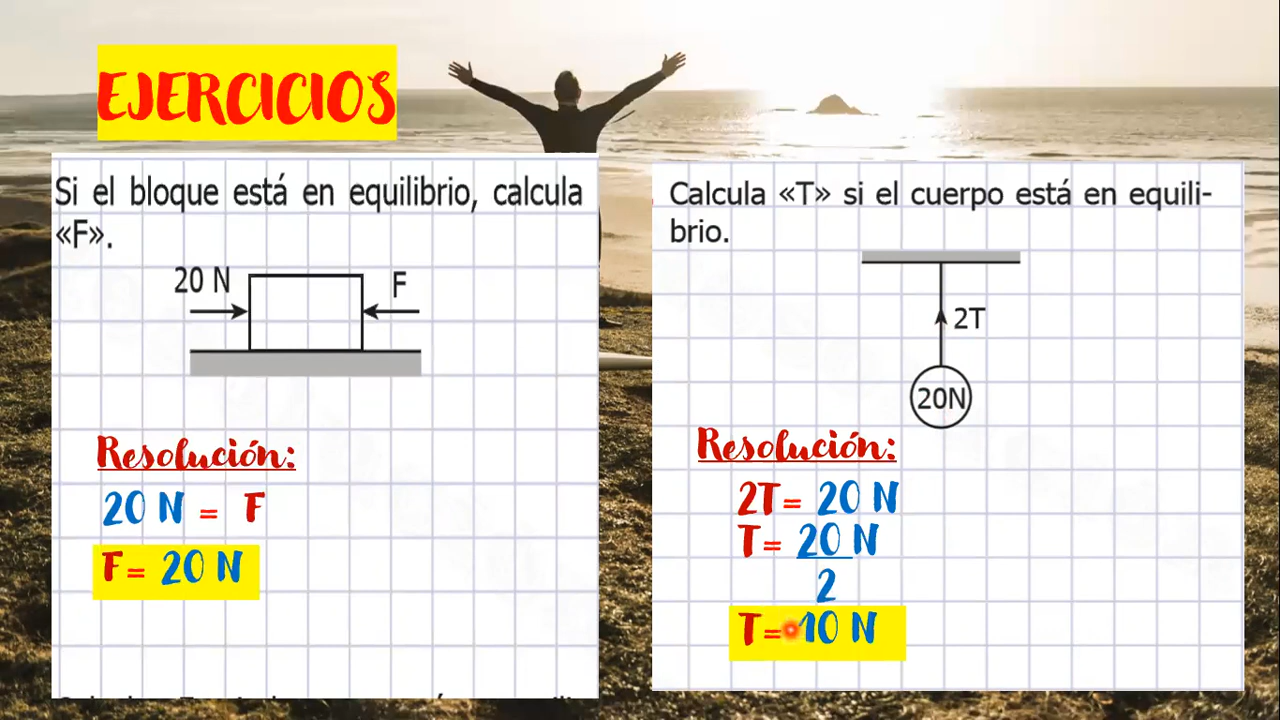 EJERCICIOS
Si el bloque está en equilibrio, calcula
«F».
20 N
F
Resolución:
20 N = F
F= 20 N
Calcula «T» si el cuerpo está en equili-
brio.
2T
20N
Resolución:
2T= 20 N
T= 20 N
2
T= 10 N